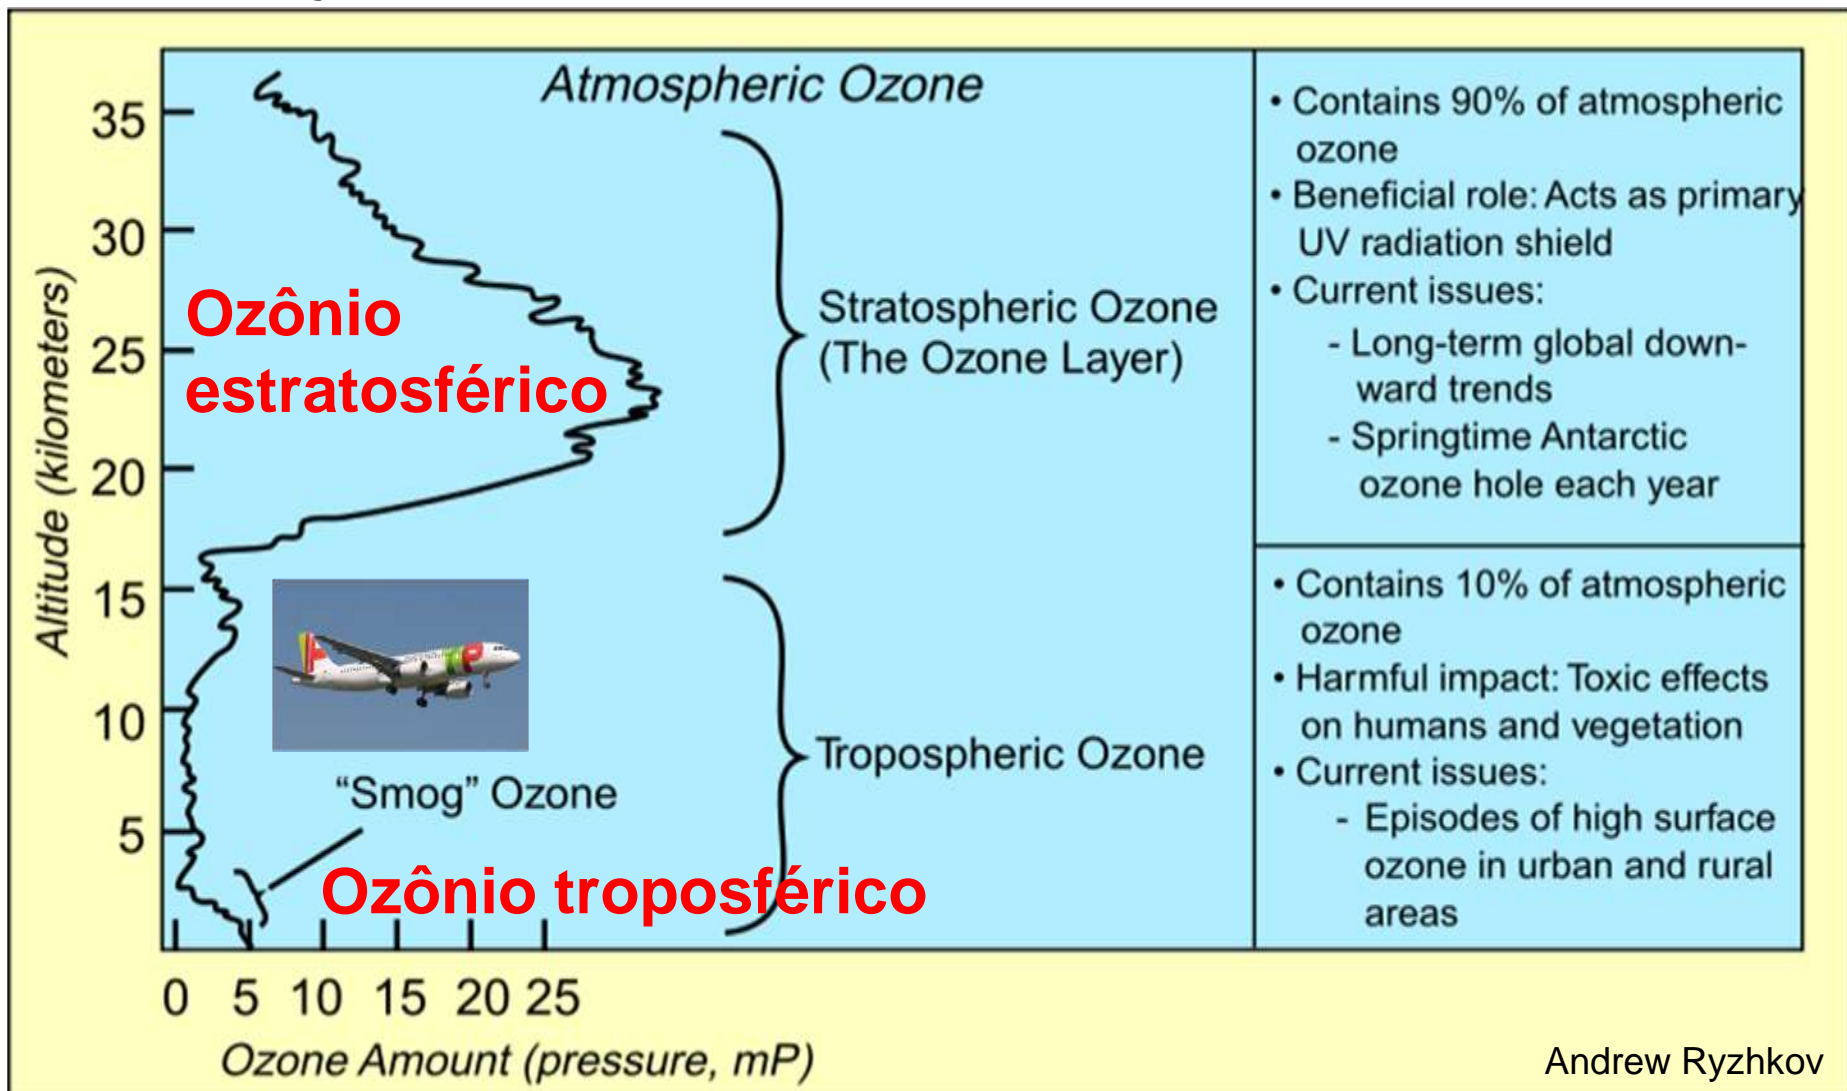 Atmospheric Ozone
35
30
25
20
15
10
5
Altitude (kilometers)
Ozônio
estratosférico
Stratospheric Ozone
(The Ozone Layer)
“Smog” Ozone
Tropospheric Ozone
Ozônio troposférico
0 5 10 15 20 25
Ozone Amount (pressure, mP)
• Contains 90% of atmospheric
ozone
• Beneficial role: Acts as primary
UV radiation shield
• Current issues:
- Long-term global down-
ward trends
- Springtime Antarctic
ozone hole each year
• Contains 10% of atmospheric
ozone
• Harmful impact: Toxic effects
on humans and vegetation
• Current issues:
- Episodes of high surface
ozone in urban and rural
areas
Andrew Ryzhkov